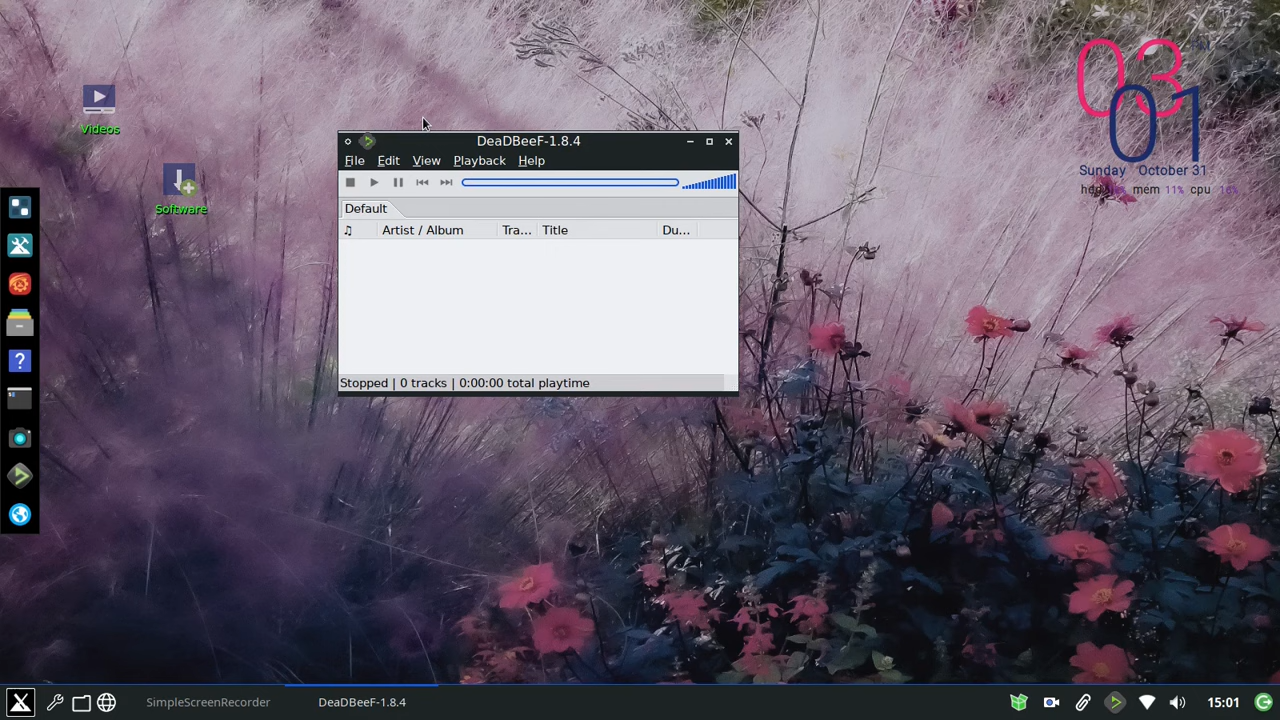 03
01
Sunday October 31
mem 11% cpu
Videos
Software
DeaDBeeF-1.8.4
File Edit View Playback Help
Default
♫ Artist / Album Tra... Title Du...
Stopped | 0 tracks | 0:00:00 total playtime
?
SimpleScreenRecorder DeaDBeeF-1.8.4 15:01